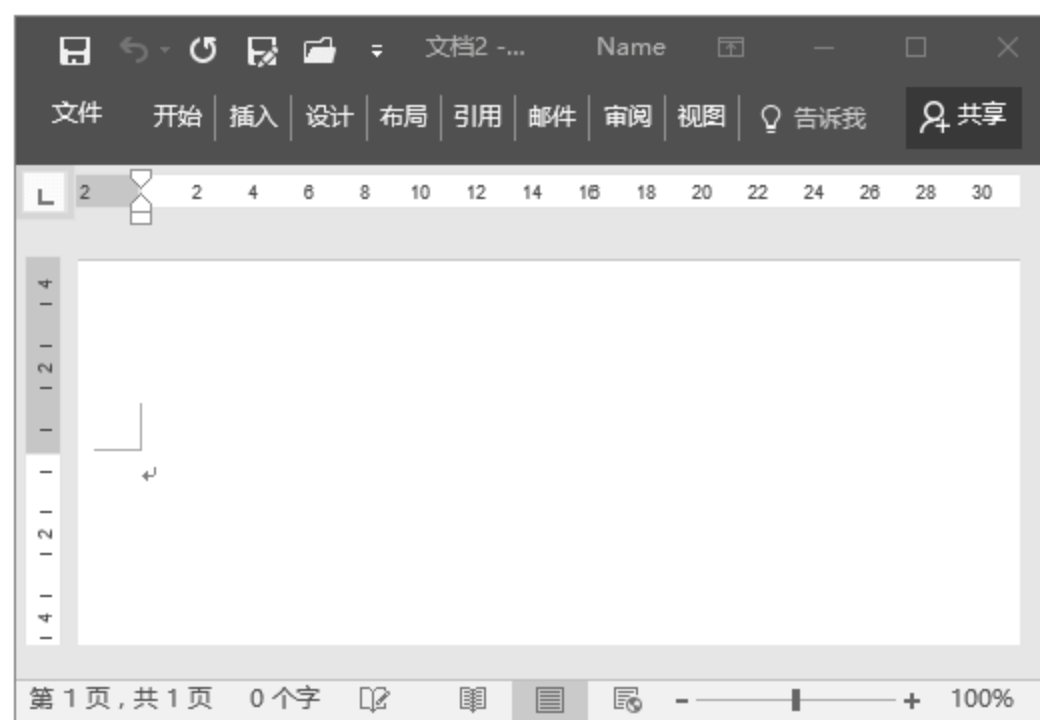 文档2 -... Name
文件 开始 插入 设计 布局 引用 邮件 审阅 视图 告诉我 共享
L 2 2 4 6 8 10 12 14 16 18 20 22 24 26 28 30
4
2
2
4
第 1 页 , 共 1 页 0 个字 100%